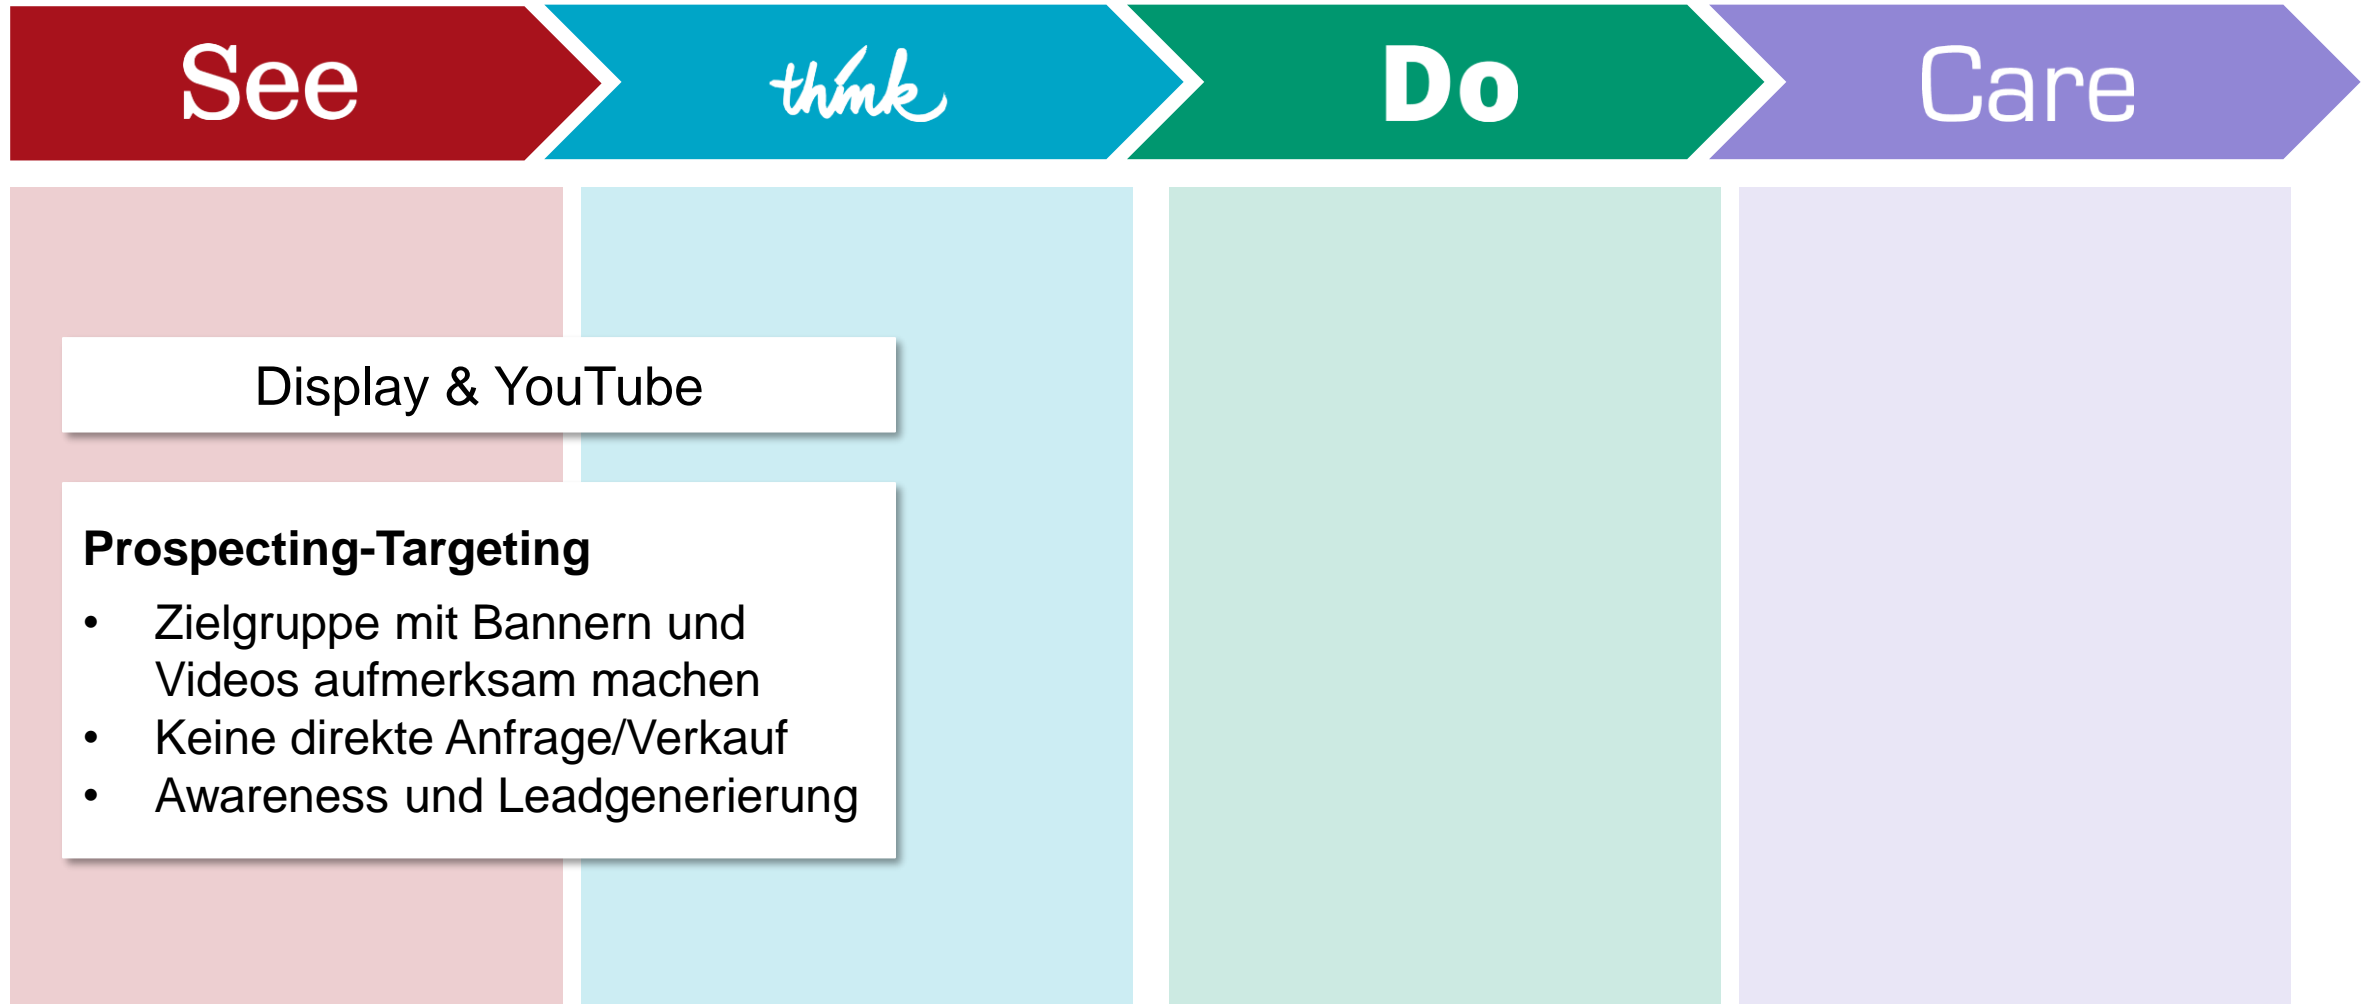 See
think
Do
Care
Display & YouTube
Prospecting-Targeting
• Zielgruppe mit Bannern und
Videos aufmerksam machen
• Keine direkte Anfrage/Verkauf
• Awareness und Leadgenerierung